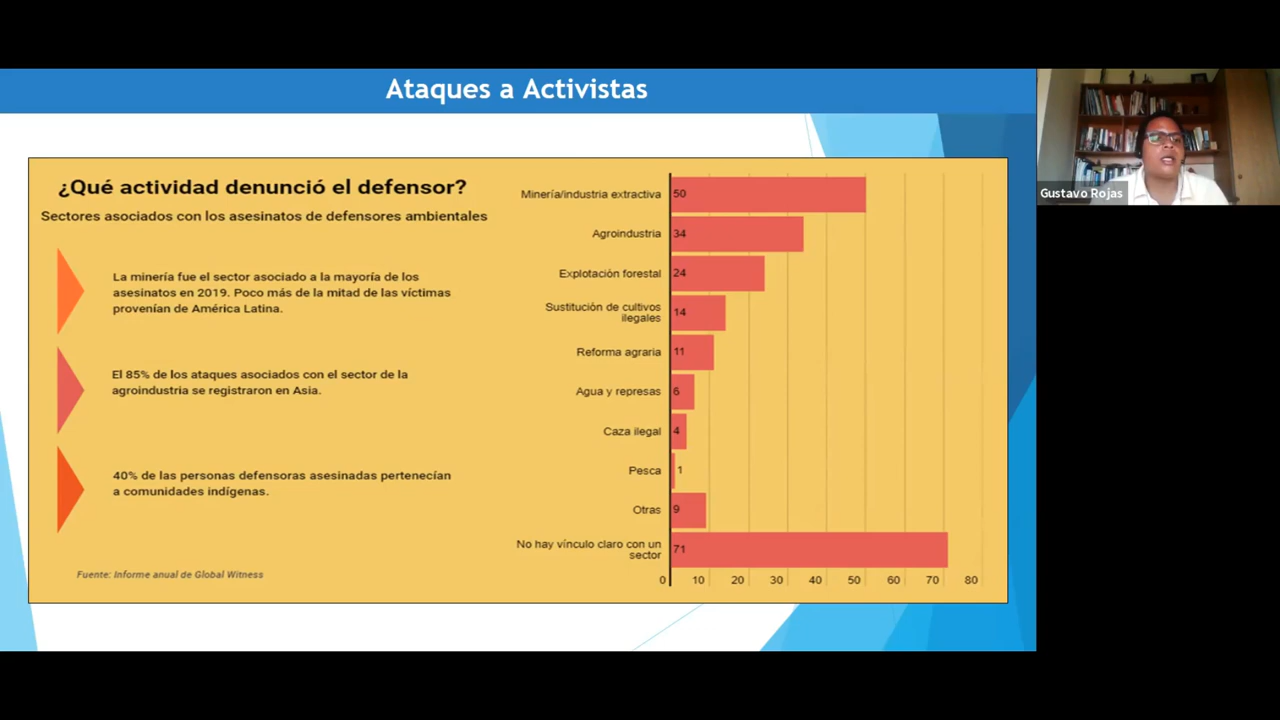 Ataques a Activistas
Gustavo Rojas
¿Qué actividad denunció el defensor?
Sectores asociados con los asesinatos de defensores ambientales
La minería fue el sector asociado a la mayoría de los
asesinatos en 2019. Poco más de la mitad de las víctimas
provenían de América Latina.
El 85% de los ataques asociados con el sector de la
agroindustria se registraron en Asia.
40% de las personas defensoras asesinadas pertenecían
a comunidades indígenas.
Fuente: Informe anual de Global Witness
Minería/industria extractiva 50
Agroindustria 34
Explotación forestal 24
Sustitución de cultivos
ilegales 14
Reforma agraria 11
Agua y represas 6
Caza ilegal 4
Pesca 1
Otras 9
No hay vínculo claro con un
sector 71
0 10 20 30 40 50 60 70 80